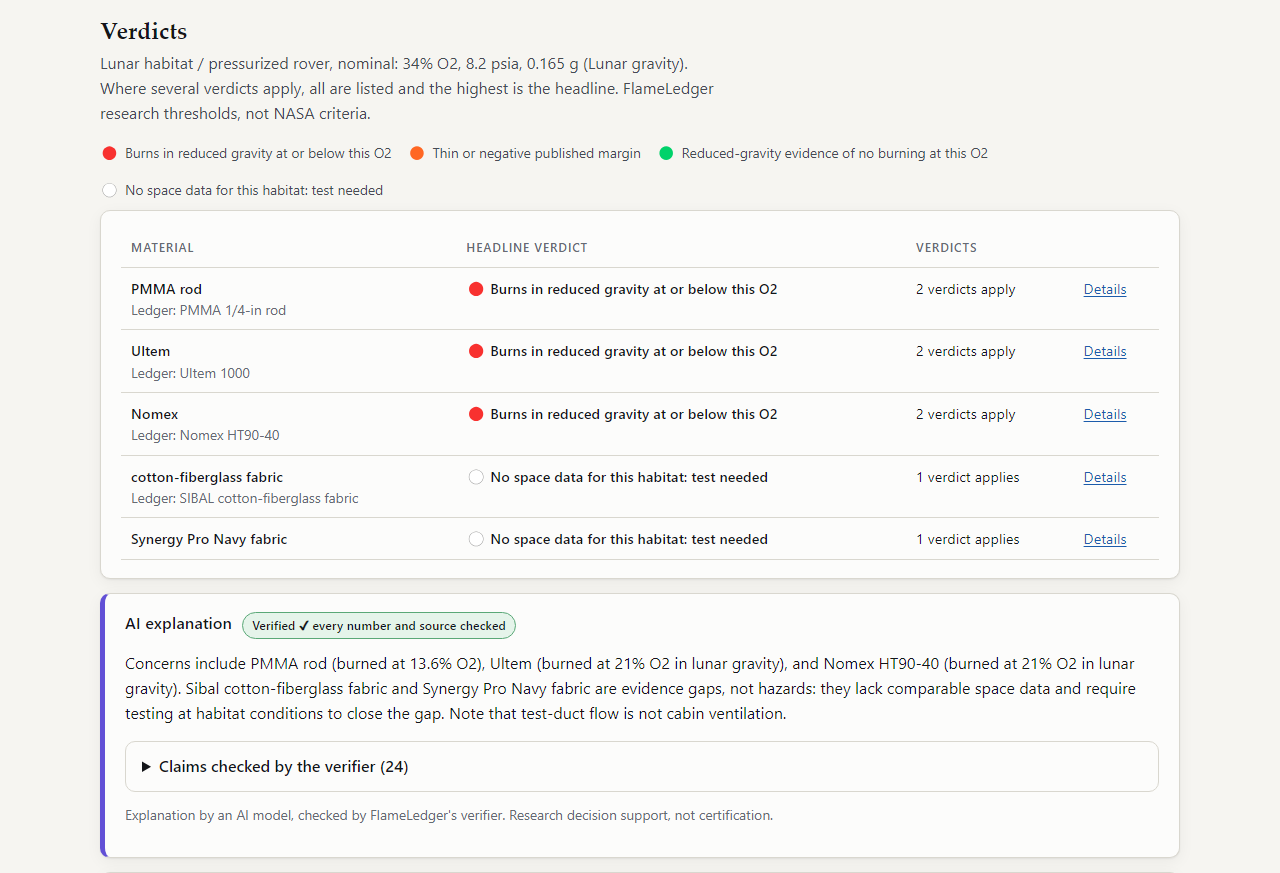 Verdicts
Lunar habitat / pressurized rover, nominal: 34% O2, 8.2 psia, 0.165 g (Lunar gravity).
Where several verdicts apply, all are listed and the highest is the headline. FlameLedger
research thresholds, not NASA criteria.
Burns in reduced gravity at or below this O2 Thin or negative published margin Reduced-gravity evidence of no burning at this O2
No space data for this habitat: test needed
MATERIAL HEADLINE VERDICT VERDICTS
PMMA rod Burns in reduced gravity at or below this O2 2 verdicts apply Details
Ledger: PMMA 1/4-in rod
Ultem Burns in reduced gravity at or below this O2 2 verdicts apply Details
Ledger: Ultem 1000
Nomex Burns in reduced gravity at or below this O2 2 verdicts apply Details
Ledger: Nomex HT90-40
cotton-fiberglass fabric No space data for this habitat: test needed 1 verdict applies Details
Ledger: SIBAL cotton-fiberglass fabric
Synergy Pro Navy fabric No space data for this habitat: test needed 1 verdict applies Details
AI explanation Verified ✔ every number and source checked
Concerns include PMMA rod (burned at 13.6% O2), Ultem (burned at 21% O2 in lunar gravity), and Nomex HT90-40 (burned at 21% O2 in lunar
gravity). Sibal cotton-fiberglass fabric and Synergy Pro Navy fabric are evidence gaps, not hazards: they lack comparable space data and require
testing at habitat conditions to close the gap. Note that test-duct flow is not cabin ventilation.
▶ Claims checked by the verifier (24)
Explanation by an AI model, checked by FlameLedger's verifier. Research decision support, not certification.